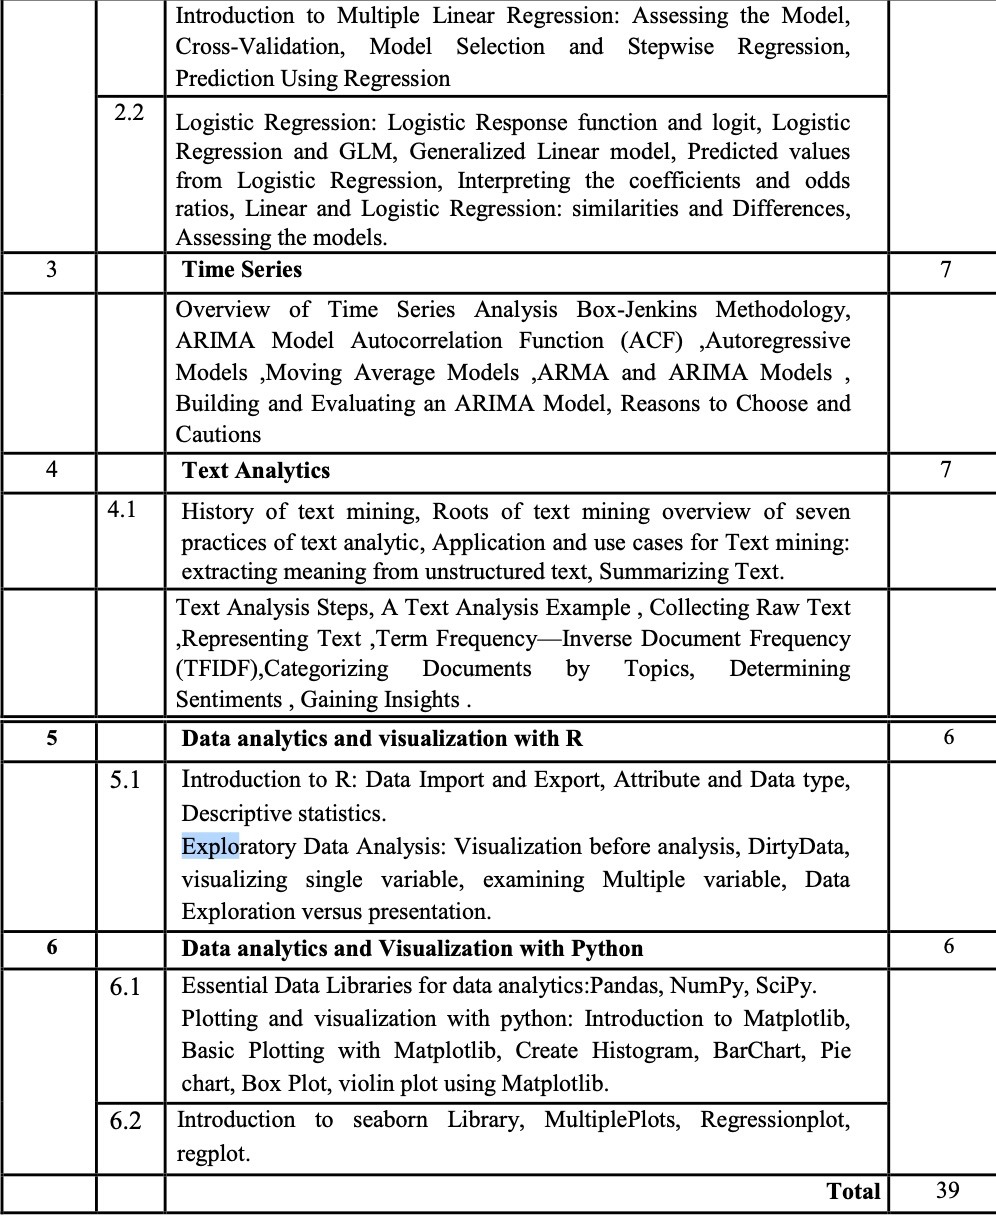 Introduction to Multiple Linear Regression: Assessing the Model,
Cross-Validation, Model Selection and Stepwise Regression,
Prediction Using Regression
2.2
Logistic Regression: Logistic Response function and logit, Logistic
Regression and GLM, Generalized Linear model, Predicted values
from Logistic Regression, Interpreting the coefficients and odds
ratios, Linear and Logistic Regression: similarities and Differences,
Assessing the models.
3 Time Series 7
Overview of Time Series Analysis Box-Jenkins Methodology,
ARIMA Model Autocorrelation Function (ACF) ,Autoregressive
Models ,Moving Average Models ,ARMA and ARIMA Models ,
Building and Evaluating an ARIMA Model, Reasons to Choose and
Cautions
4 Text Analytics 7
4.1 History of text mining, Roots of text mining overview of seven
practices of text analytic, Application and use cases for Text mining:
extracting meaning from unstructured text, Summarizing Text.
Text Analysis Steps, A Text Analysis Example , Collecting Raw Text
,Representing Text ,Term Frequency—Inverse Document Frequency
(TFIDF),Categorizing Documents by Topics, Determining
Sentiments , Gaining Insights .
5 Data analytics and visualization with R 6
5.1 Introduction to R: Data Import and Export, Attribute and Data type,
Descriptive statistics.
Exploratory Data Analysis: Visualization before analysis, DirtyData,
visualizing single variable, examining Multiple variable, Data
Exploration versus presentation.
6 Data analytics and Visualization with Python 6
6.1 Essential Data Libraries for data analytics:Pandas, NumPy, SciPy.
Plotting and visualization with python: Introduction to Matplotlib,
Basic Plotting with Matplotlib, Create Histogram, BarChart, Pie
chart, Box Plot, violin plot using Matplotlib.
6.2 Introduction to seaborn Library, MultiplePlots, Regressionplot,
regplot.
Total 39